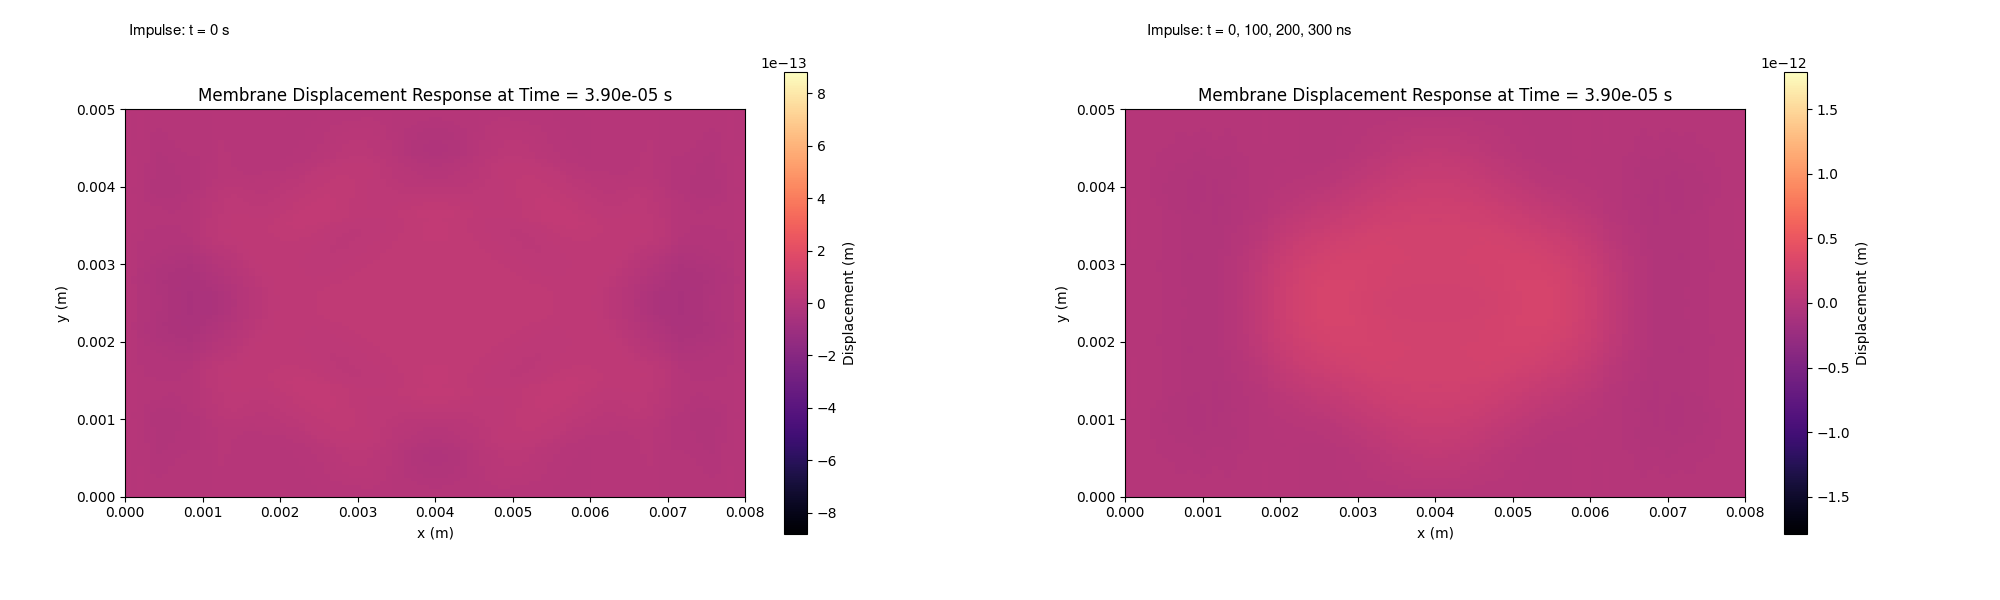 Impulse: t = 0 s
1e−13
Membrane Displacement Response at Time = 3.90e-05 s
0.005
0.004
0.003
0.002
0.001
0.000
y (m)
0.000 0.001 0.002 0.003 0.004 0.005 0.006 0.007 0.008
x (m)
8
6
4
2
0
−2
−4
−6
−8
Displacement (m)
Impulse: t = 0, 100, 200, 300 ns
1e−12
Membrane Displacement Response at Time = 3.90e-05 s
0.005
0.004
0.003
0.002
0.001
0.000
y (m)
0.000 0.001 0.002 0.003 0.004 0.005 0.006 0.007 0.008
x (m)
1.5
1.0
0.5
0.0
−0.5
−1.0
−1.5
Displacement (m)